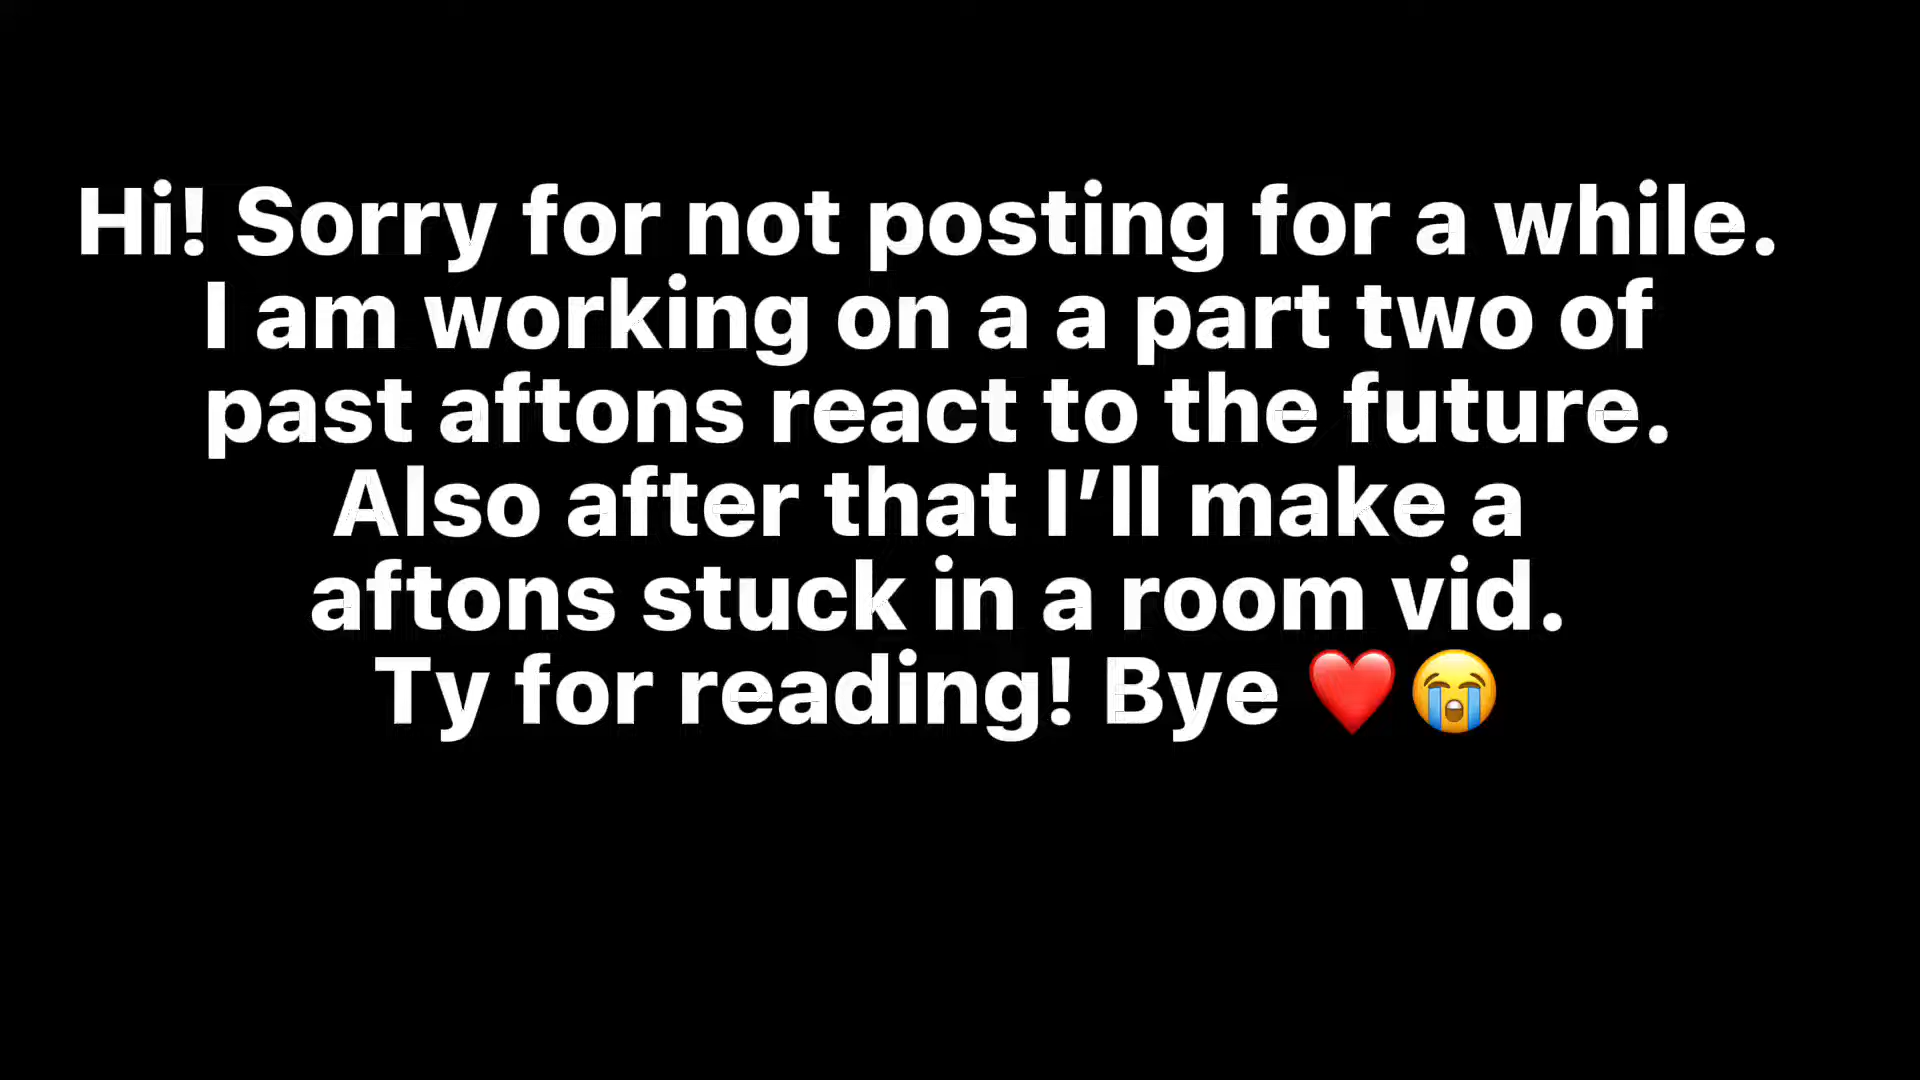 Hi! Sorry for not posting for a while.
I am working on a a part two of
past aftons react to the future.
Also after that I’ll make a
aftons stuck in a room vid.
Ty for reading! Bye ❤️😭